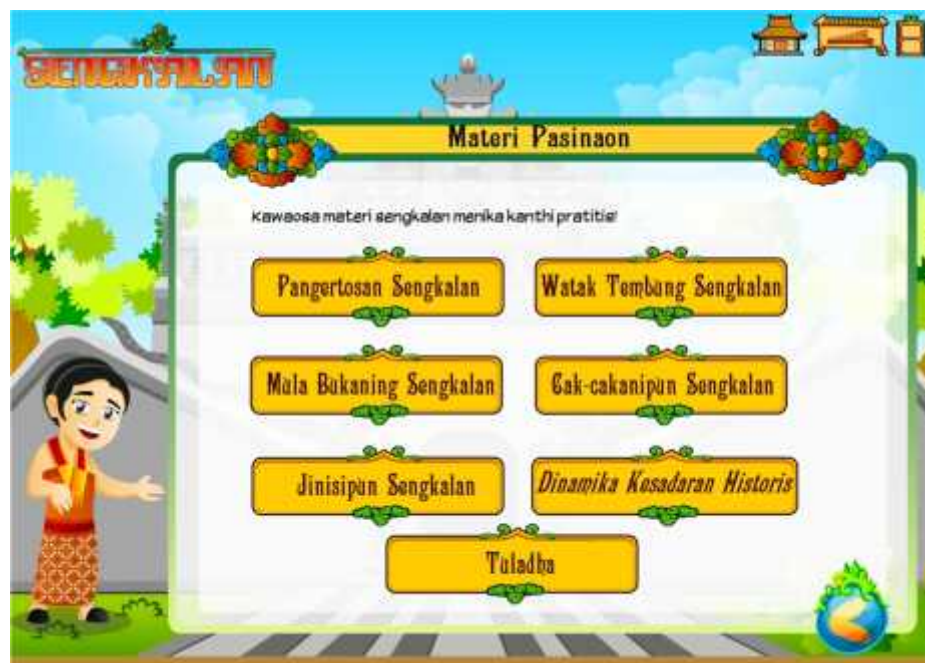 SENGKALAN
Materi Pasinaon
Kawaosa materi sengkalan menika kanthi pratitis!
Pangertosan Sengkalan
Watak Tembung Sengkalan
Mula Bukaning Sengkalan
Cak-cakanipun Sengkalan
Jinisipun Sengkalan
Dinamika Kesadaran Historis
Tuladha